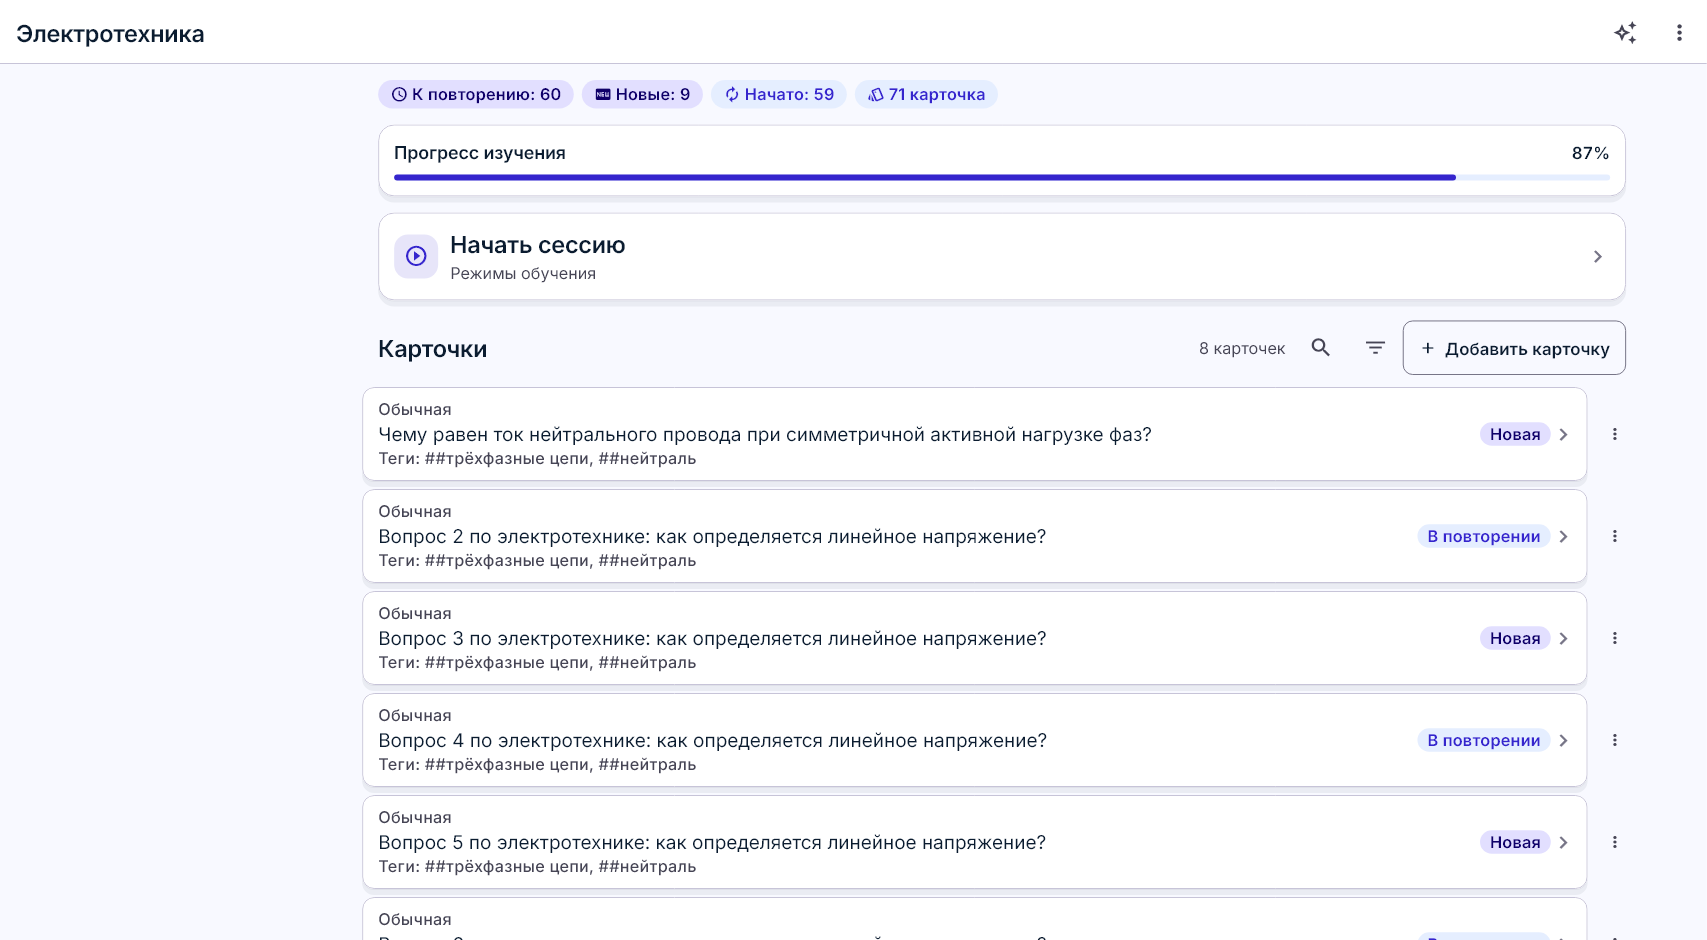 Электротехника
К повторению: 60
NEW Новые: 9
Начато: 59
71 карточка
Прогресс изучения
87%
Начать сессию
Режимы обучения
Карточки
8 карточек
+ Добавить карточку
Обычная
Чему равен ток нейтрального провода при симметричной активной нагрузке фаз?
Новая
Теги: ##трёхфазные цепи, ##нейтраль
Обычная
Вопрос 2 по электротехнике: как определяется линейное напряжение?
В повторении
Теги: ##трёхфазные цепи, ##нейтраль
Обычная
Вопрос 3 по электротехнике: как определяется линейное напряжение?
Новая
Теги: ##трёхфазные цепи, ##нейтраль
Обычная
Вопрос 4 по электротехнике: как определяется линейное напряжение?
В повторении
Теги: ##трёхфазные цепи, ##нейтраль
Обычная
Вопрос 5 по электротехнике: как определяется линейное напряжение?
Новая
Теги: ##трёхфазные цепи, ##нейтраль
Обычная